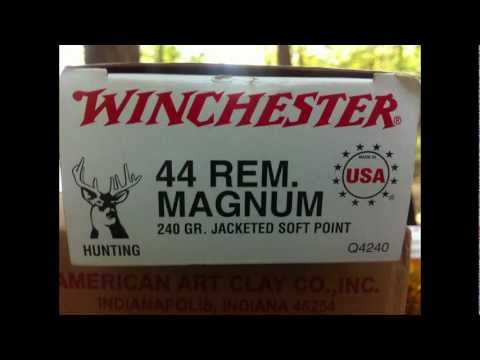 WINCHESTER®
44 REM.
MAGNUM
240 GR. JACKETED SOFT POINT
HUNTING
MADE IN
USA
®
Q4240
AMERICAN ART CLAY CO., INC.
INDIANAPOLIS, INDIANA 46254